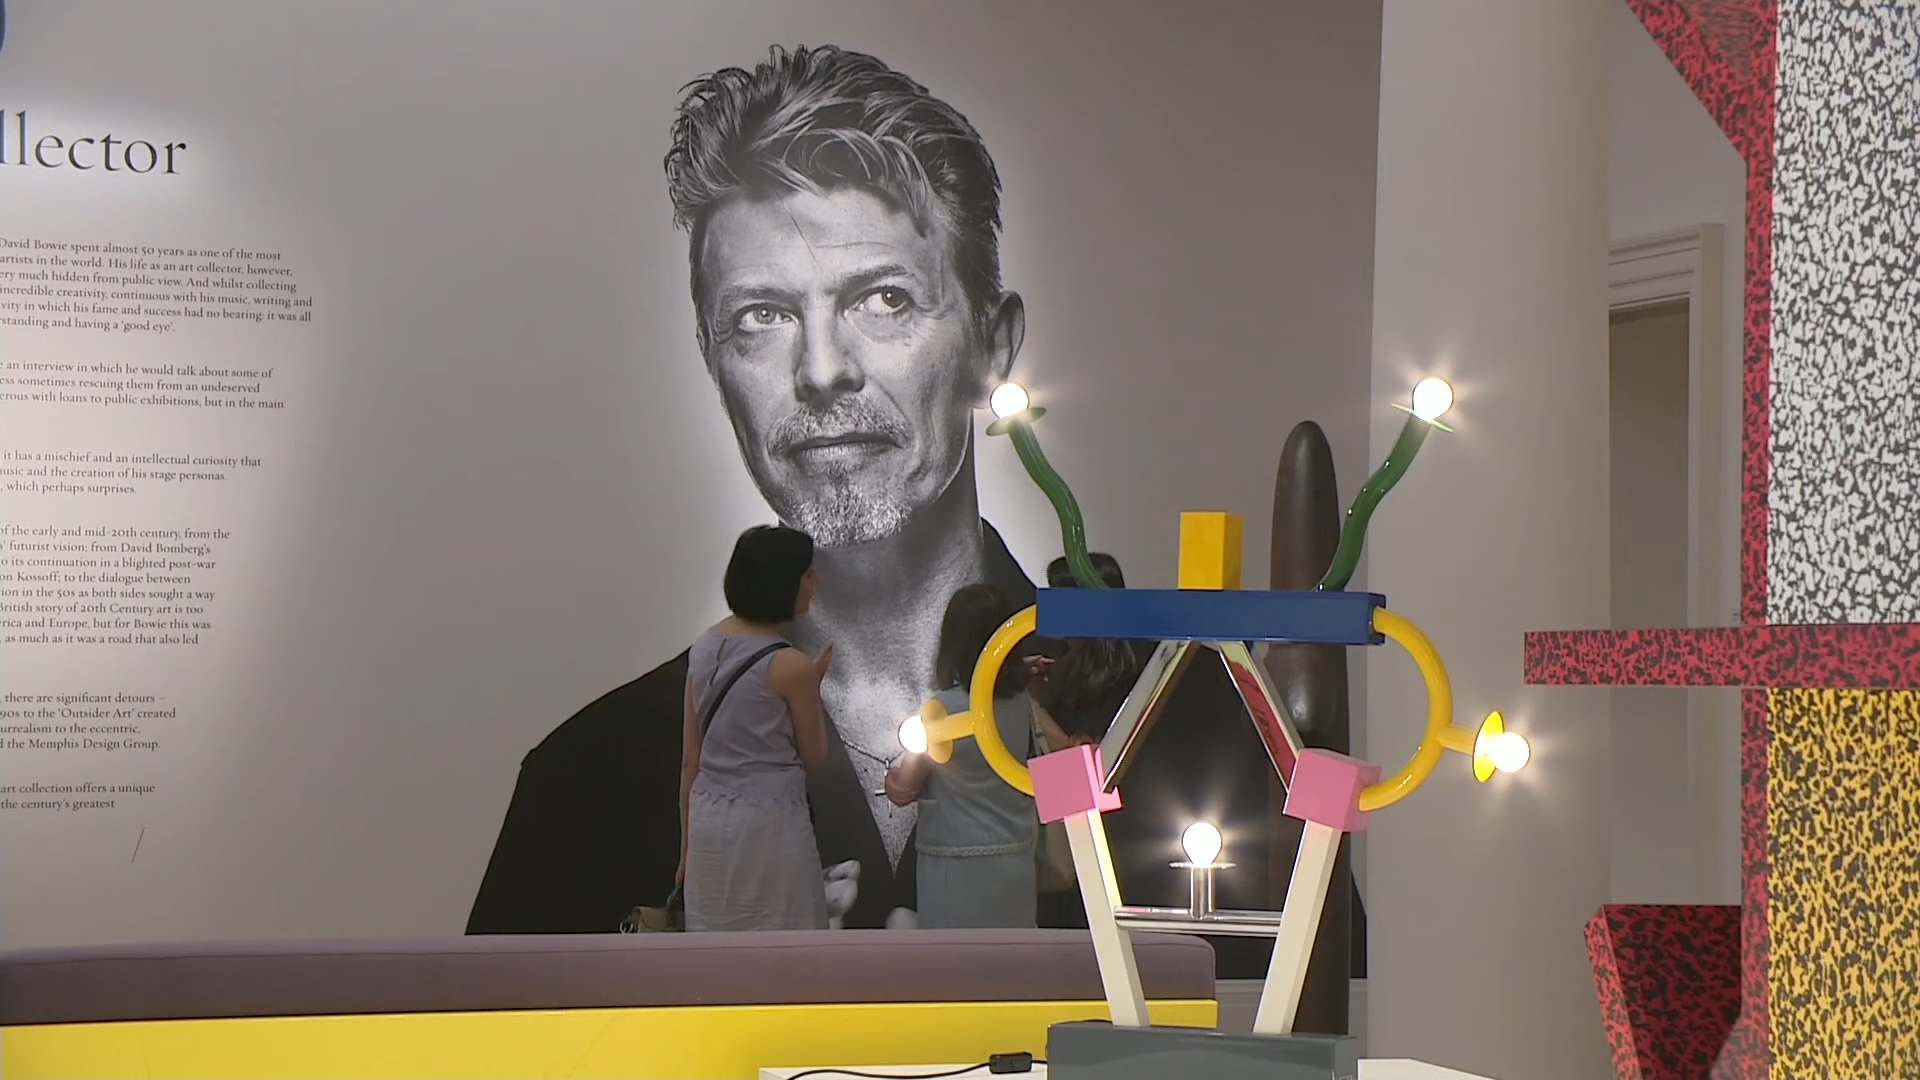 llector
David Bowie spent almost 50 years as one of the most
artists in the world. His life as an art collector, however,
ery much hidden from public view. And whilst collecting
incredible creativity, continuous with his music, writing and
vity in which his fame and success had no bearing: it was all
standing and having a 'good eye'.
an interview in which he would talk about some of
ess sometimes rescuing them from an undeserved
erous with loans to public exhibitions, but in the main
it has a mischief and an intellectual curiosity that
usic and the creation of his stage personas.
, which perhaps surprises.
of the early and mid-20th century, from the
s' futurist vision; from David Bomberg's
o its continuation in a blighted post-war
on Kossoff; to the dialogue between
ion in the 50s as both sides sought a way
British story of 20th Century art is too
rica and Europe, but for Bowie this was
, as much as it was a road that also led
, there are significant detours –
90s to the 'Outsider Art' created
urrealism to the eccentric,
d the Memphis Design Group.
art collection offers a unique
the century's greatest